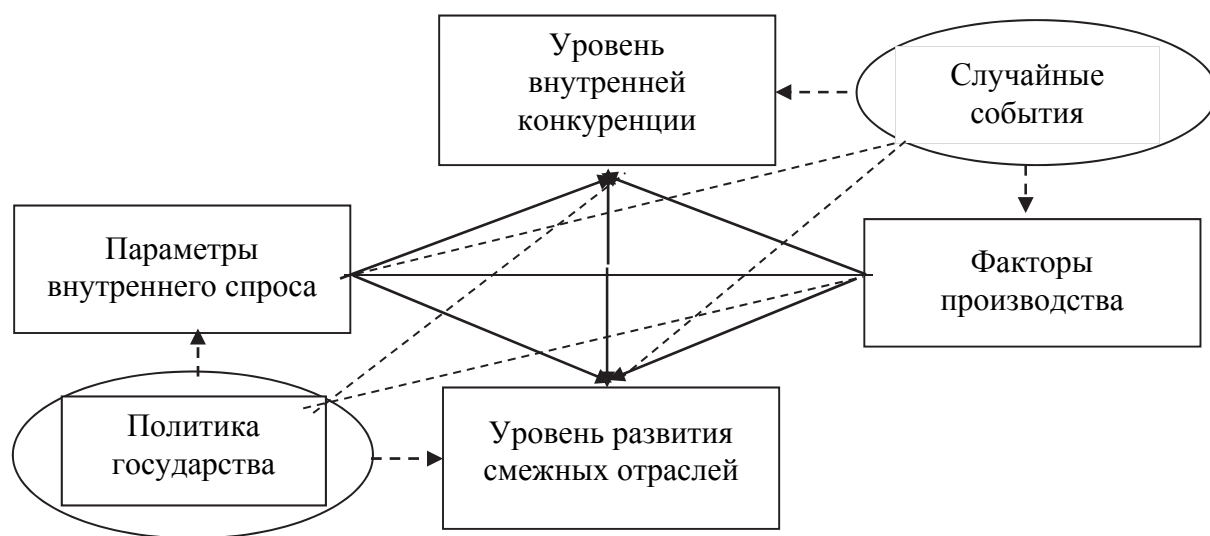 Уровень
внутренней
конкуренции
Случайные
события
Параметры
внутреннего спроса
Факторы
производства
Политика
государства
Уровень развития
смежных отраслей